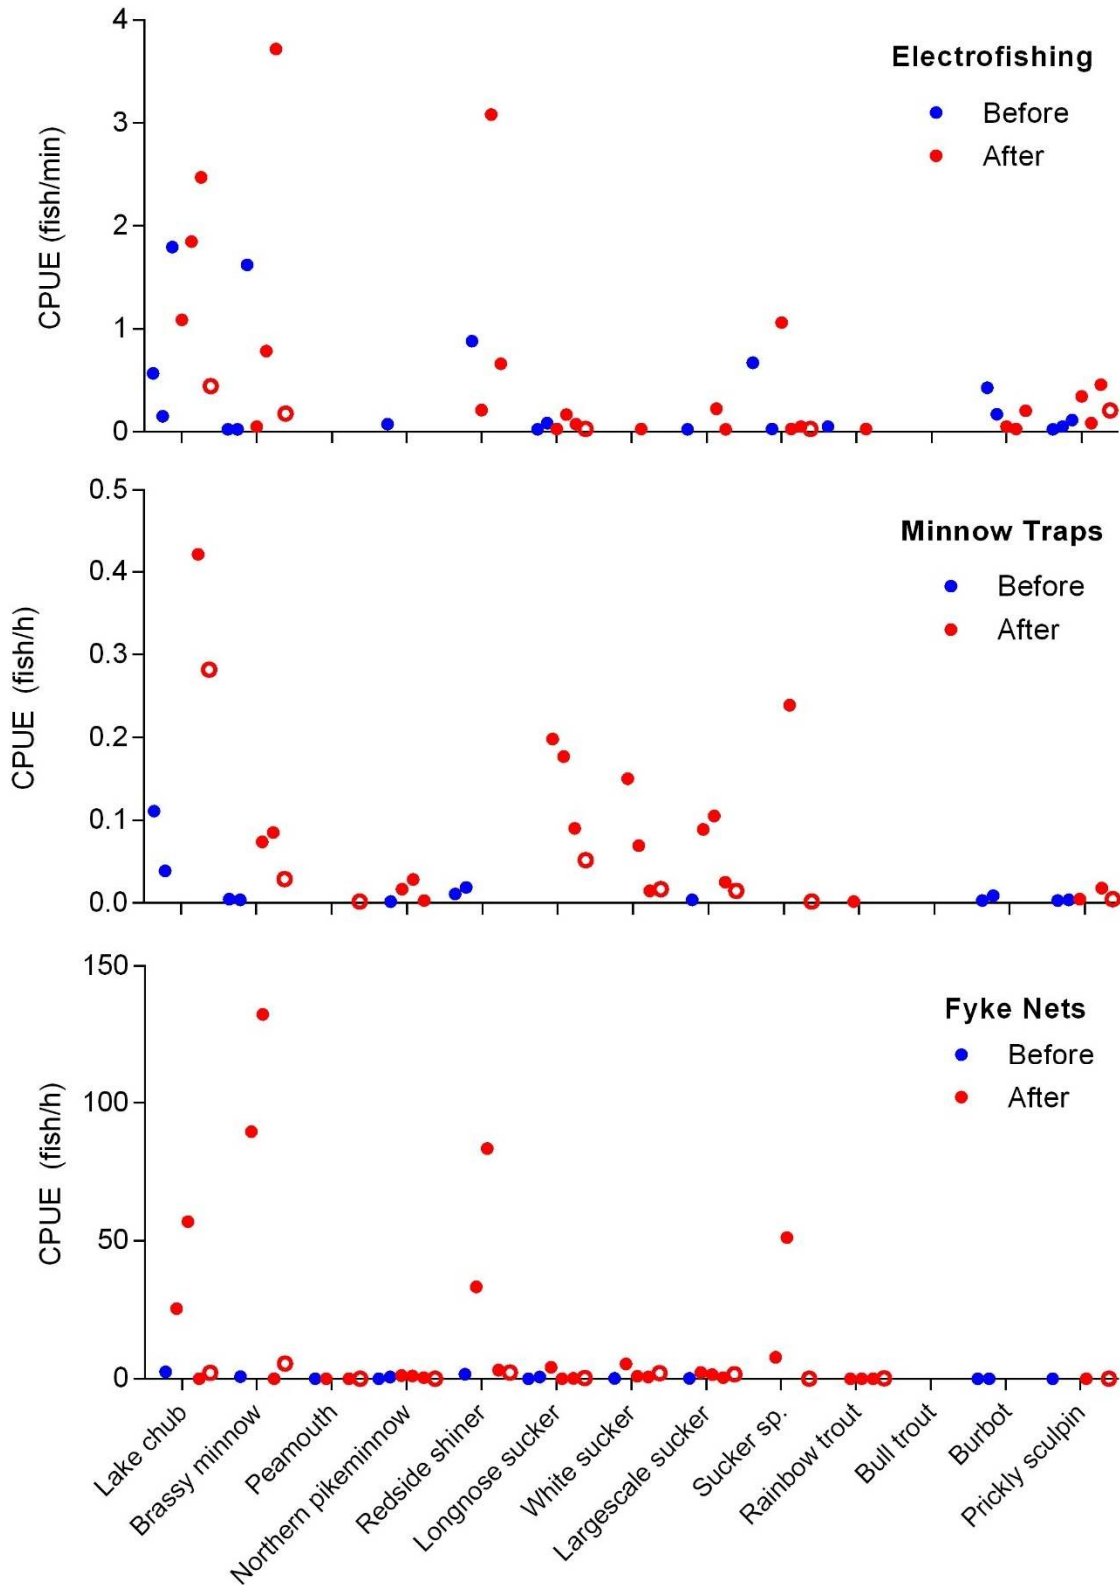 Electrofishing
Before
After
CPUE (fish/min)
4
3
2
1
0
Minnow Traps
Before
After
CPUE (fish/h)
0.5
0.4
0.3
0.2
0.1
0.0
Fyke Nets
Before
After
CPUE (fish/h)
150
100
50
0
Lake chub
Brassy minnow
Peamouth
Northern pikeminnow
Redside shiner
Longnose sucker
White sucker
Largescale sucker
Sucker sp.
Rainbow trout
Bull trout
Burbot
Prickly sculpin